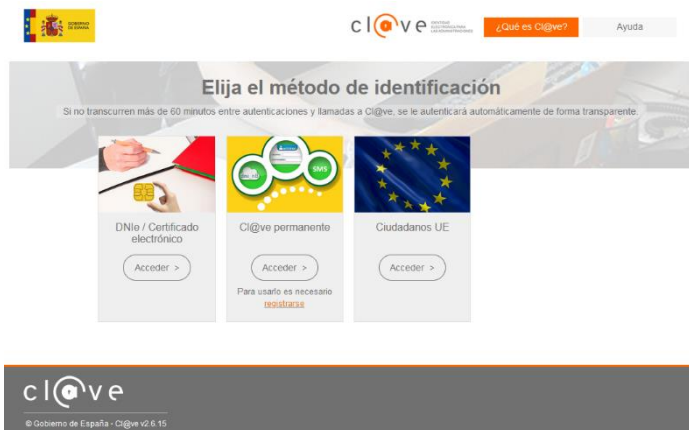 GOBIERNO
DE ESPAÑA
cl@ve
¿Qué es Cl@ve?
Ayuda
Elija el método de identificación
Si no transcurren más de 60 minutos entre autenticaciones y llamadas a Cl@ve, se le autenticará automáticamente de forma transparente.
SMS
DNIe / Certificado
electrónico
Acceder >
Cl@ve permanente
Acceder >
Para usarlo es necesario
registrarse
Ciudadanos UE
Acceder >
cl@ve
© Gobierno de España - Cl@ve v2.6.15